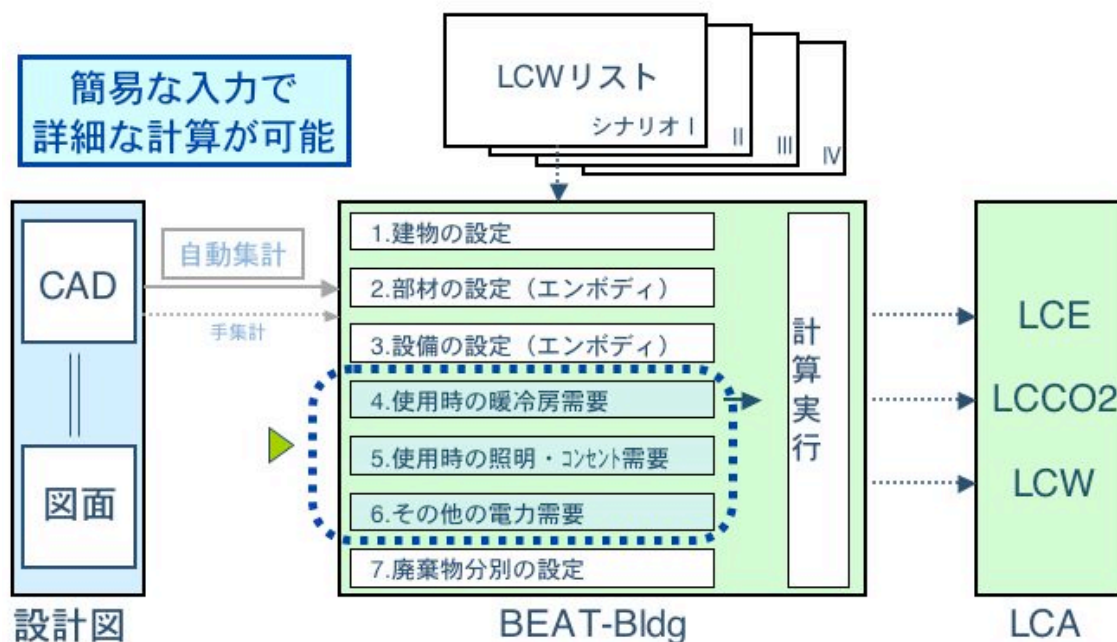 簡易な入力で
詳細な計算が可能
LCWリスト
シナリオ I
II
III
IV
CAD
図面
設計図
自動集計
手集計
1.建物の設定
2.部材の設定（エンボディ）
3.設備の設定（エンボディ）
4.使用時の暖冷房需要
5.使用時の照明・ｺﾝｾﾝﾄ需要
6.その他の電力需要
7.廃棄物分別の設定
計算実行
BEAT-Bldg
LCE
LCCO2
LCW
LCA